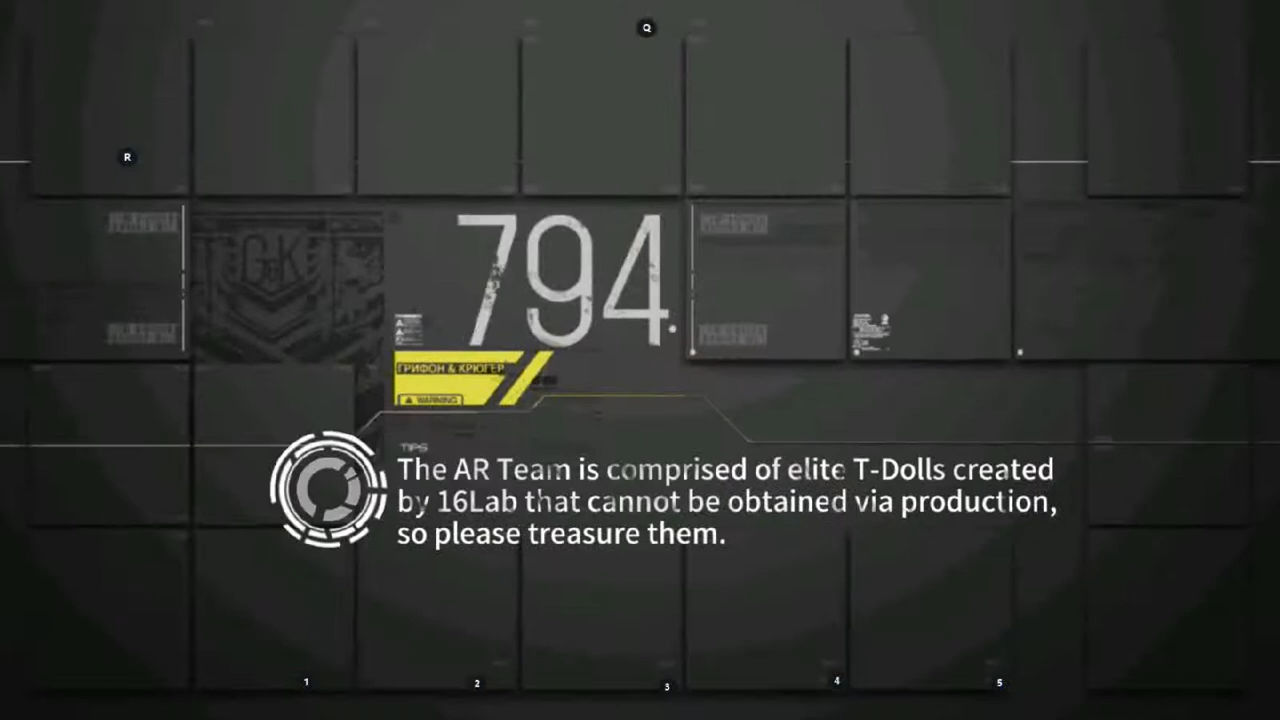 Q
R
G&K
794.
ГРИФОН & КРЮГЕР
WARNING
TIPS
The AR Team is comprised of elite T-Dolls created
by 16Lab that cannot be obtained via production,
so please treasure them.
1
2
3
4
5